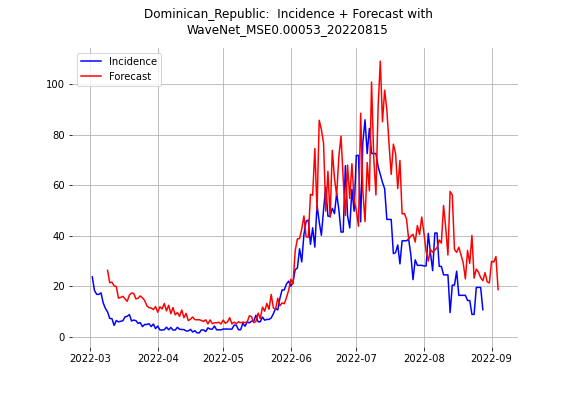 Dominican_Republic:  Incidence + Forecast with
WaveNet_MSE0.00053_20220815
Incidence
Forecast
100
80
60
40
20
0
2022-03 2022-04 2022-05 2022-06 2022-07 2022-08 2022-09